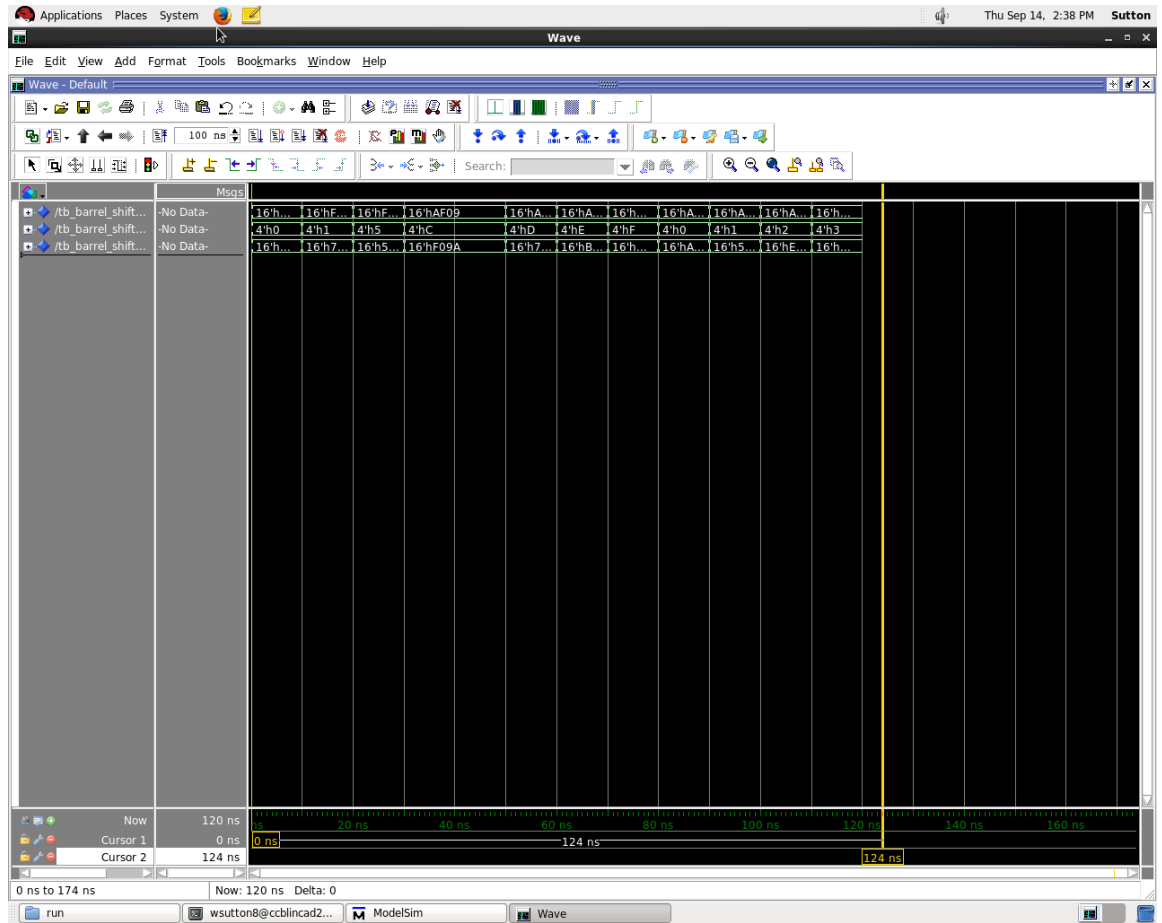 Applications Places System Thu Sep 14, 2:38 PM Sutton
Wave
File Edit View Add Format Tools Bookmarks Window Help
Wave - Default
100 ns
Search:
Msgs
/tb_barrel_shift... -No Data- 16'h... 16'hF... 16'hF... 16'hAF09 16'hA... 16'hA... 16'h... 16'hA... 16'hA... 16'hA... 16'h...
/tb_barrel_shift... -No Data- 4'h0 4'h1 4'h5 4'hC 4'hD 4'hE 4'hF 4'h0 4'h1 4'h2 4'h3
/tb_barrel_shift... -No Data- 16'h... 16'h7... 16'h5... 16'hF09A 16'h7... 16'hB... 16'h... 16'hA... 16'h5... 16'hE... 16'h...
Now 120 ns ns 20 ns 40 ns 60 ns 80 ns 100 ns 120 ns 140 ns 160 ns
Cursor 1 0 ns 0 ns 124 ns
Cursor 2 124 ns 124 ns
0 ns to 174 ns Now: 120 ns Delta: 0
run wsutton8@ccblincad2... ModelSim Wave